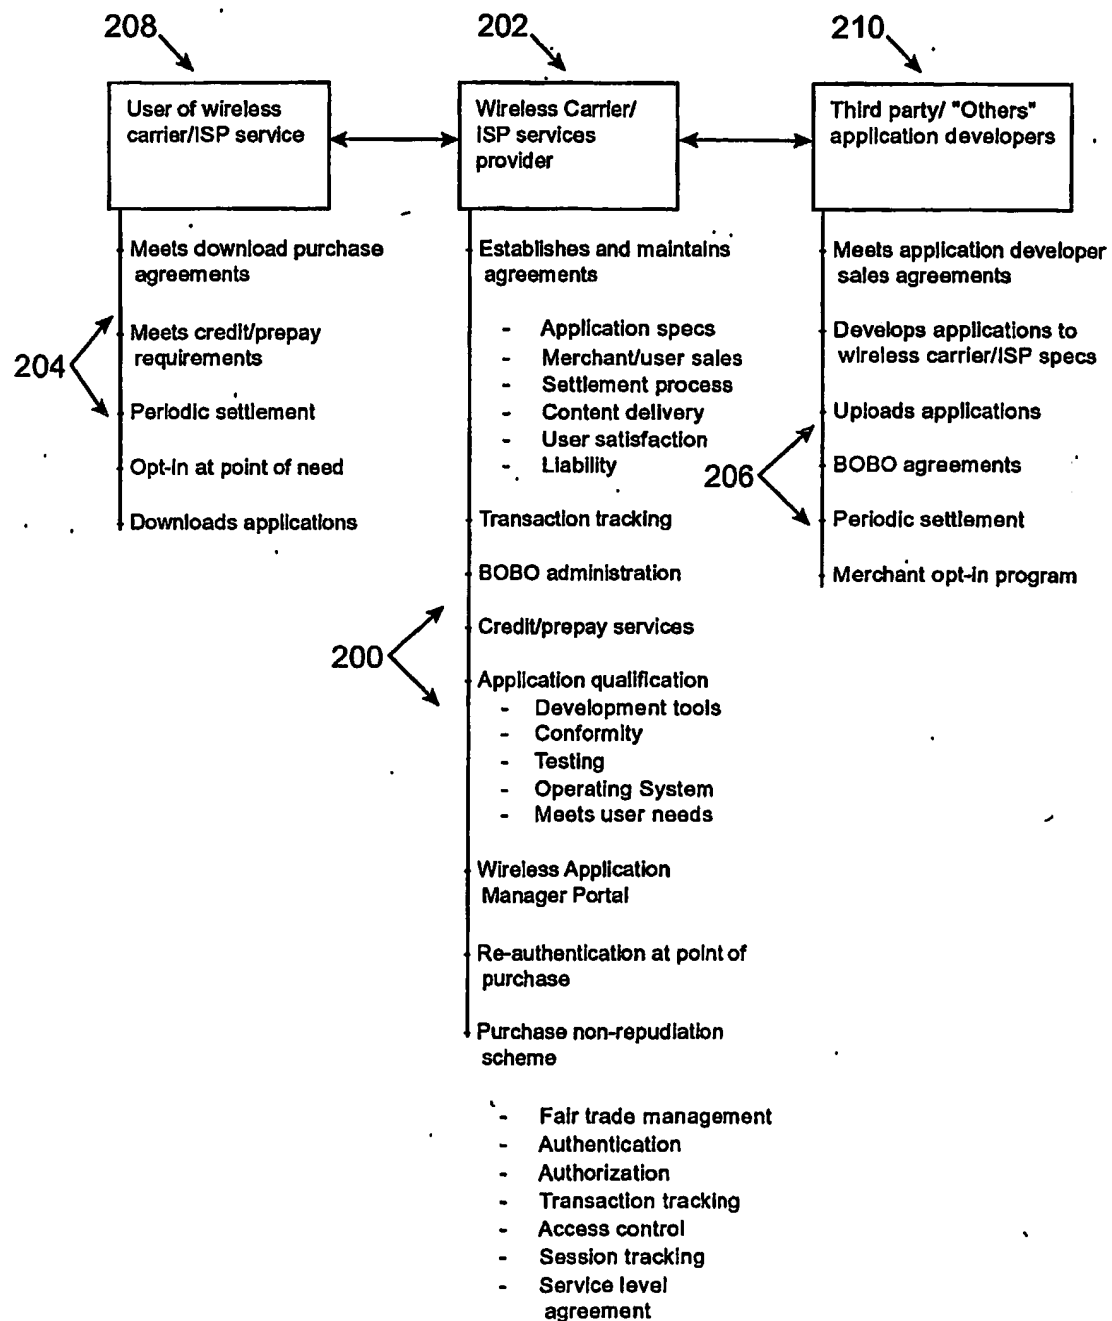 208
202
210
User of wireless
carrier/ISP service
Wireless Carrier/
ISP services
provider
Third party/ "Others"
application developers
Meets download purchase
agreements
Meets credit/prepay
requirements
204
Periodic settlement
Opt-in at point of need
Downloads applications
Establishes and maintains
agreements
- Application specs
- Merchant/user sales
- Settlement process
- Content delivery
- User satisfaction
- Liability
Transaction tracking
BOBO administration
Credit/prepay services
200
Application qualification
- Development tools
- Conformity
- Testing
- Operating System
- Meets user needs
Wireless Application
Manager Portal
Re-authentication at point of
purchase
Purchase non-repudiation
scheme
- Fair trade management
- Authentication
- Authorization
- Transaction tracking
- Access control
- Session tracking
- Service level
agreement
Meets application developer
sales agreements
Develops applications to
wireless carrier/ISP specs
Uploads applications
206
BOBO agreements
Periodic settlement
Merchant opt-in program